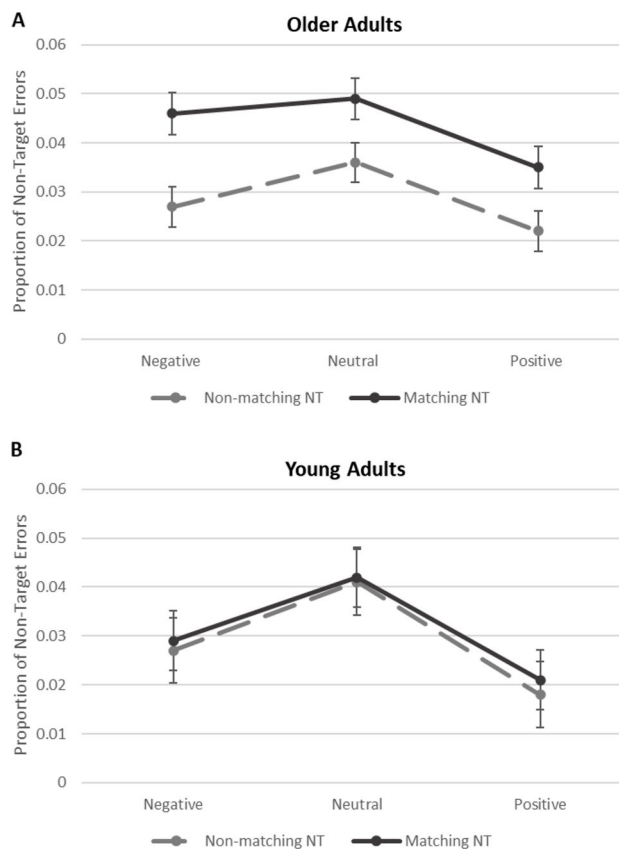 A
Older Adults
Proportion of Non-Target Errors
0.06
0.05
0.04
0.03
0.02
0.01
0
Negative Neutral Positive
Non-matching NT Matching NT
B
Young Adults
Proportion of Non-Target Errors
0.06
0.05
0.04
0.03
0.02
0.01
0
Negative Neutral Positive
Non-matching NT Matching NT